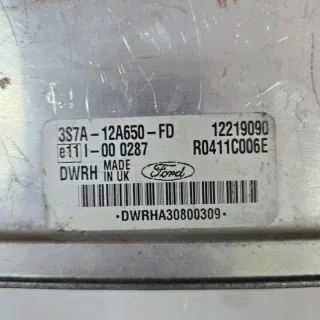 3S7A-12A650-FD 12219090
e11 I-00 0287 R0411C006E
DWRH MADE IN UK Ford
•DWRHA30800309•